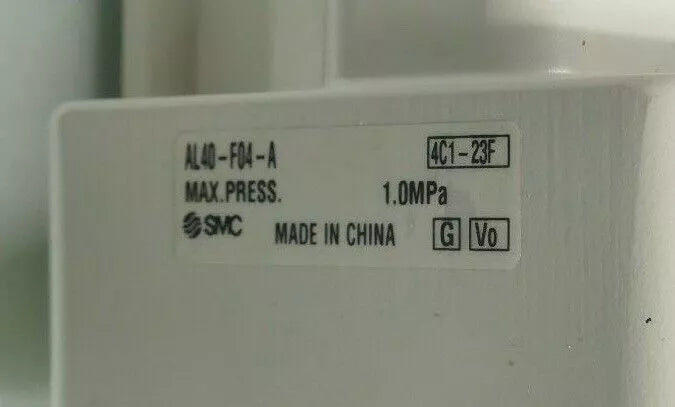 AL40-F04-A 4C1-23F
MAX.PRESS. 1.0MPa
SMC MADE IN CHINA G Vo